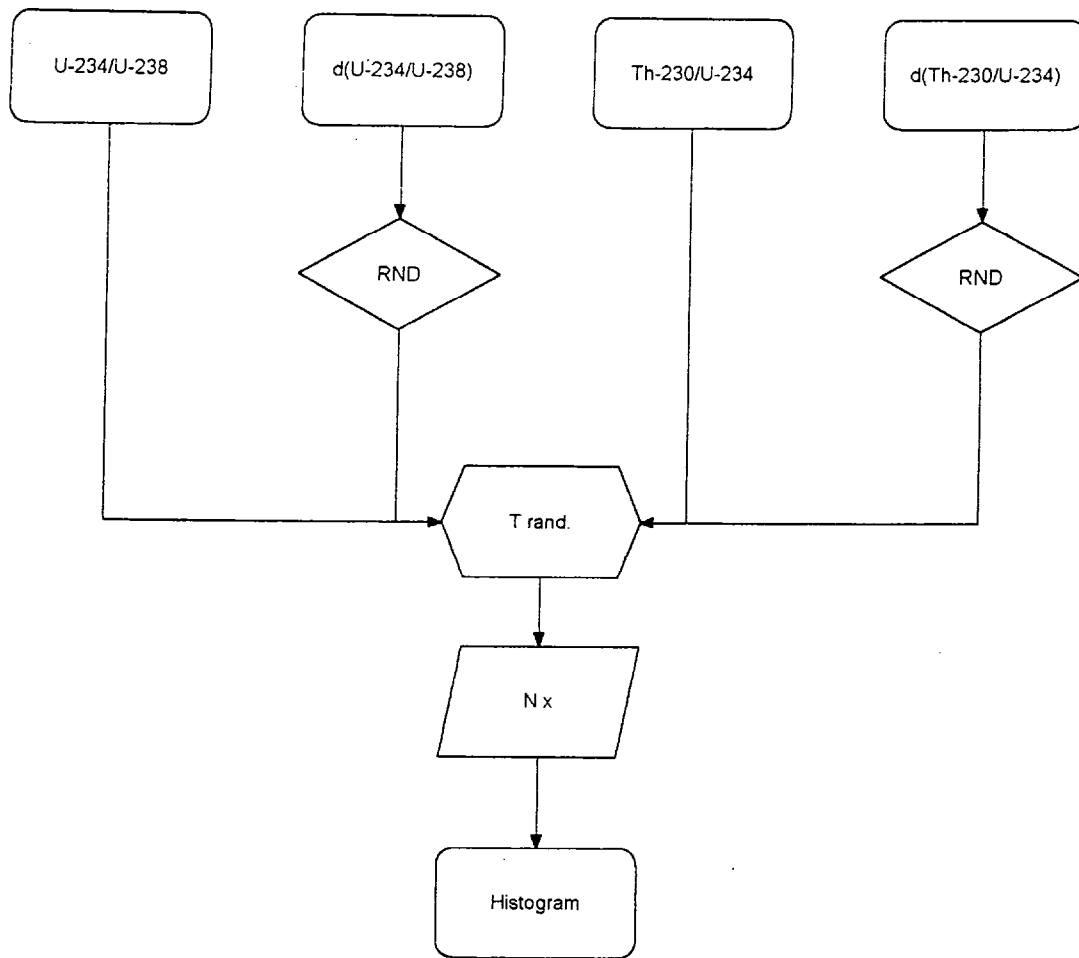 U-234/U-238
d(U-234/U-238)
Th-230/U-234
d(Th-230/U-234)
RND
RND
T rand.
N x
Histogram